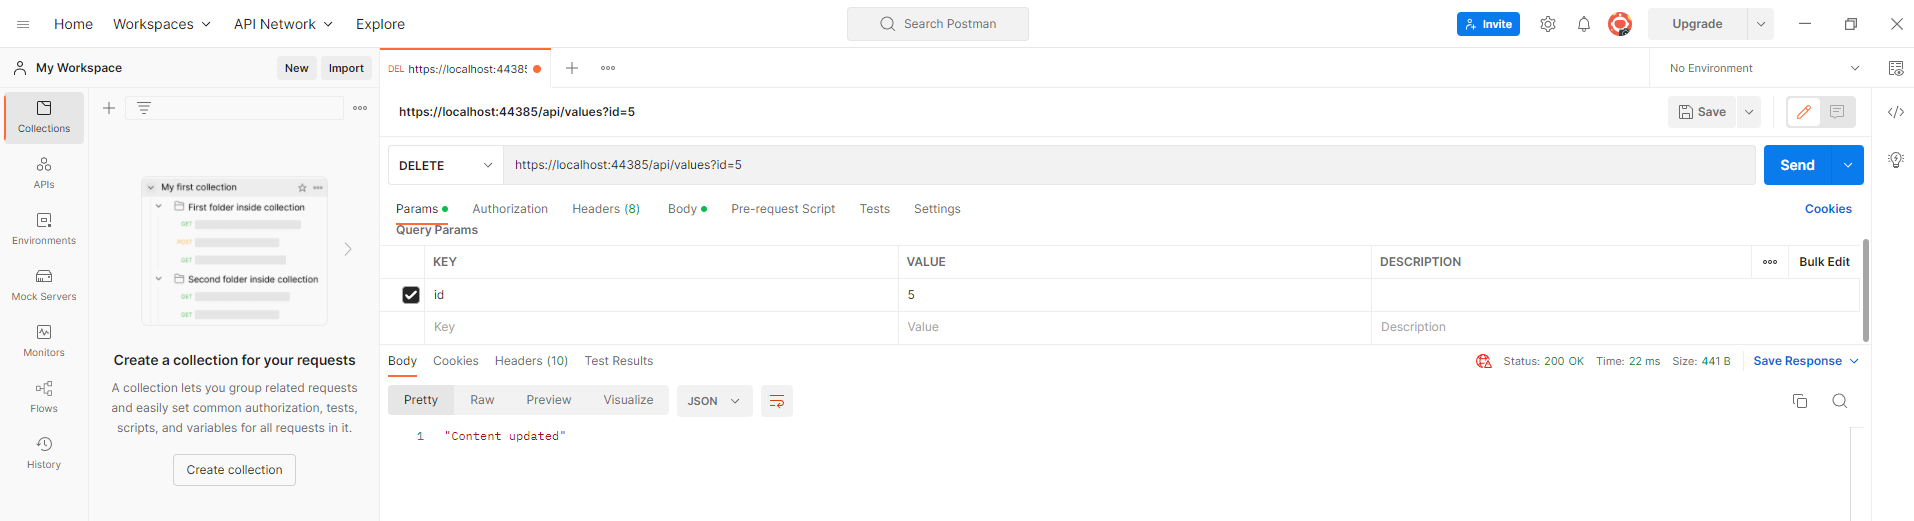 Home Workspaces API Network Explore Search Postman Invite Upgrade
My Workspace New Import DEL https://localhost:44385 No Environment
https://localhost:44385/api/values?id=5 Save
Collections
APIs
Environments
Mock Servers
Monitors
Flows
History
My first collection
First folder inside collection
GET
POST
GET
Second folder inside collection
GET
GET
Create a collection for your requests
A collection lets you group related requests
and easily set common authorization, tests,
scripts, and variables for all requests in it.
Create collection
DELETE https://localhost:44385/api/values?id=5 Send
Params Authorization Headers (8) Body Pre-request Script Tests Settings Cookies
Query Params
KEY VALUE DESCRIPTION Bulk Edit
id 5
Key Value Description
Body Cookies Headers (10) Test Results Status: 200 OK Time: 22 ms Size: 441 B Save Response
Pretty Raw Preview Visualize JSON
1 "Content updated"